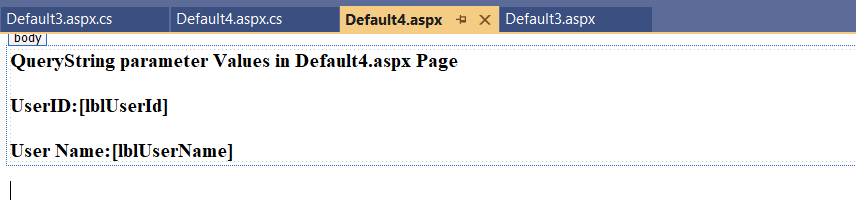 Default3.aspx.cs Default4.aspx.cs Default4.aspx Default3.aspx
body
QueryString parameter Values in Default4.aspx Page
UserID:[lblUserId]
User Name:[lblUserName]